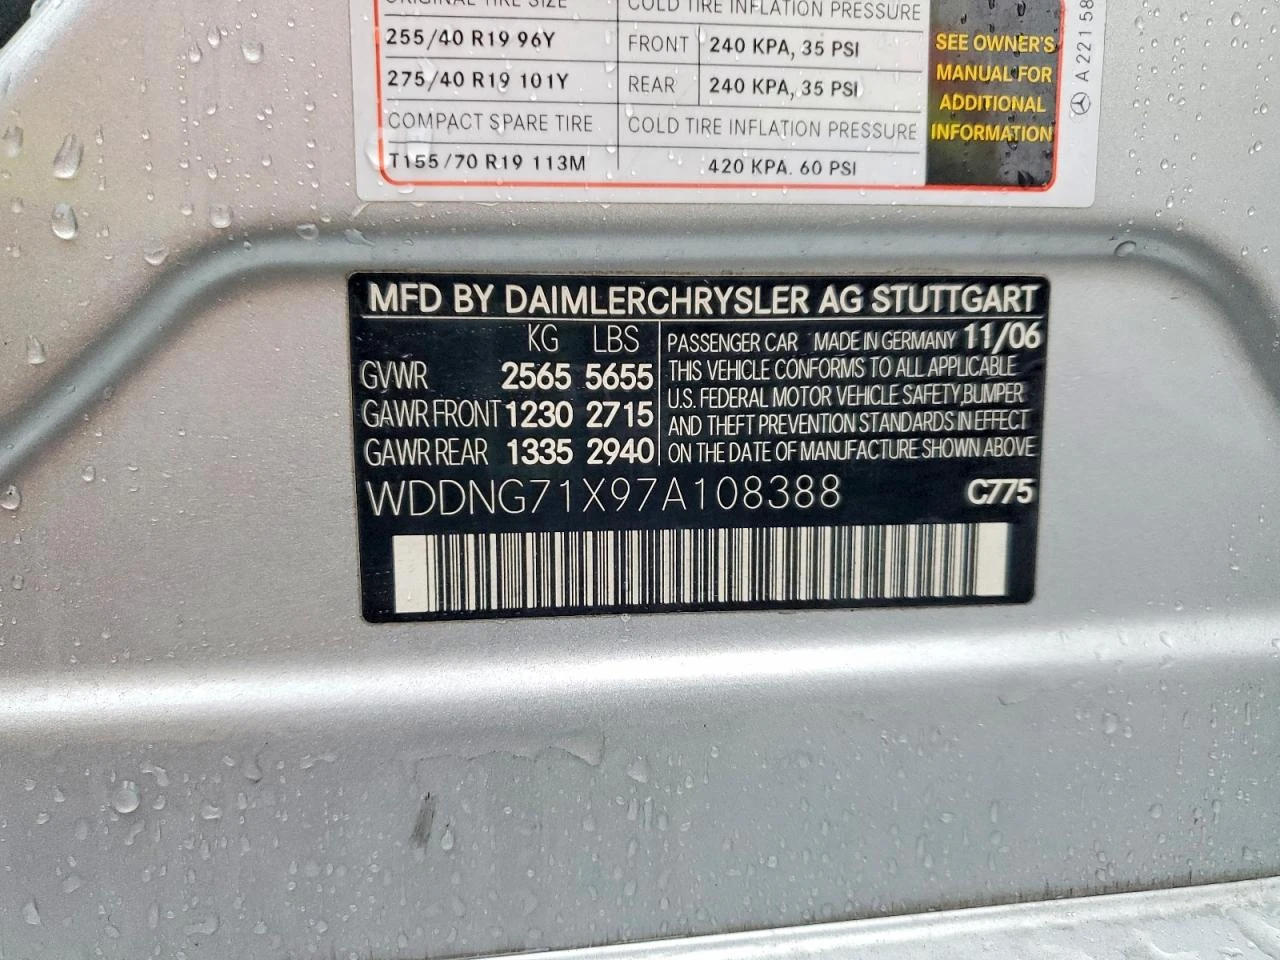 ORIGINAL TIRE SIZE COLD TIRE INFLATION PRESSURE
255/40 R19 96Y FRONT 240 KPA, 35 PSI
275/40 R19 101Y REAR 240 KPA, 35 PSI
COMPACT SPARE TIRE COLD TIRE INFLATION PRESSURE
T155/70 R19 113M 420 KPA. 60 PSI
SEE OWNER'S
MANUAL FOR
ADDITIONAL
INFORMATION
A 221 58
MFD BY DAIMLERCHRYSLER AG STUTTGART
KG LBS
GVWR 2565 5655
GAWR FRONT 1230 2715
GAWR REAR 1335 2940
PASSENGER CAR MADE IN GERMANY 11/06
THIS VEHICLE CONFORMS TO ALL APPLICABLE
U.S. FEDERAL MOTOR VEHICLE SAFETY,BUMPER
AND THEFT PREVENTION STANDARDS IN EFFECT
ON THE DATE OF MANUFACTURE SHOWN ABOVE
WDDNG71X97A108388 C775